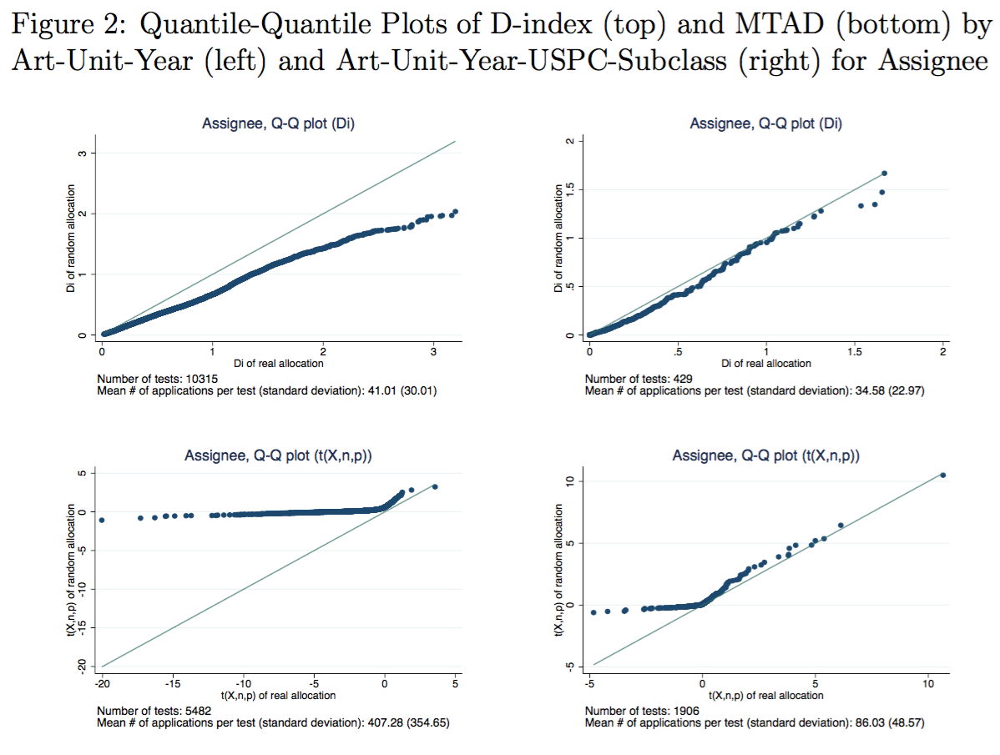 Figure 2: Quantile-Quantile Plots of D-index (top) and MTAD (bottom) by
Art-Unit-Year (left) and Art-Unit-Year-USPC-Subclass (right) for Assignee
Assignee, Q-Q plot (Di)
Di of random allocation
3
2
1
0
0 1 2 3
Di of real allocation
Number of tests: 10315
Mean # of applications per test (standard deviation): 41.01 (30.01)
Assignee, Q-Q plot (Di)
Di of random allocation
2
1.5
1
.5
0
0 .5 1 1.5 2
Di of real allocation
Number of tests: 429
Mean # of applications per test (standard deviation): 34.58 (22.97)
Assignee, Q-Q plot (t(X,n,p))
t(X,n,p) of random allocation
5
0
-5
-10
-15
-20
-20 -15 -10 -5 0 5
t(X,n,p) of real allocation
Number of tests: 5482
Mean # of applications per test (standard deviation): 407.28 (354.65)
Assignee, Q-Q plot (t(X,n,p))
t(X,n,p) of random allocation
10
5
0
-5
-5 0 5 10
t(X,n,p) of real allocation
Number of tests: 1906
Mean # of applications per test (standard deviation): 86.03 (48.57)